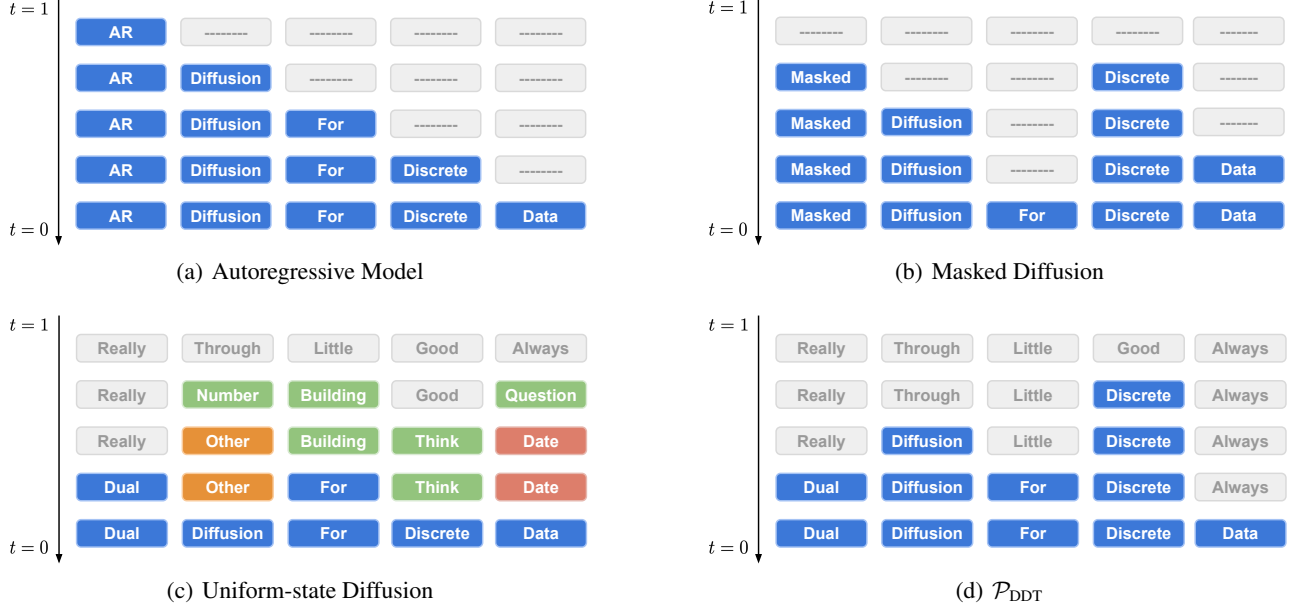 t = 1
AR -------- -------- -------- --------
AR Diffusion -------- -------- --------
AR Diffusion For -------- --------
AR Diffusion For Discrete --------
AR Diffusion For Discrete Data
t = 0
(a) Autoregressive Model
t = 1
-------- -------- -------- -------- -------
Masked -------- -------- Discrete -------
Masked Diffusion -------- Discrete -------
Masked Diffusion -------- Discrete Data
Masked Diffusion For Discrete Data
t = 0
(b) Masked Diffusion
t = 1
Really Through Little Good Always
Really Number Building Good Question
Really Other Building Think Date
Dual Other For Think Date
Dual Diffusion For Discrete Data
t = 0
(c) Uniform-state Diffusion
t = 1
Really Through Little Good Always
Really Through Little Discrete Always
Really Diffusion Little Discrete Always
Dual Diffusion For Discrete Always
Dual Diffusion For Discrete Data
t = 0
(d) 𝒫DDT